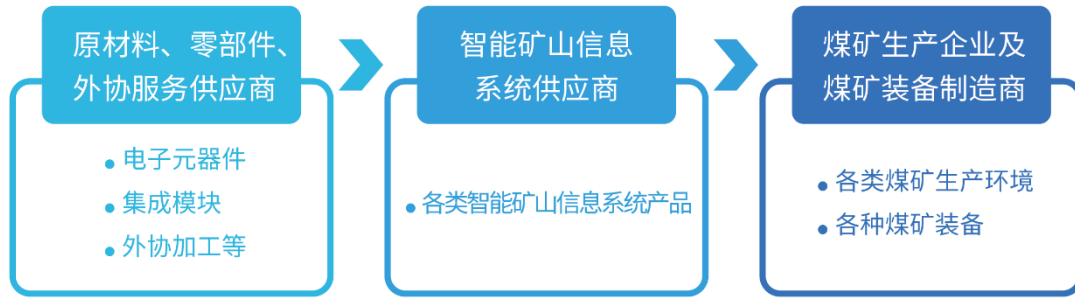 原材料、零部件、
外协服务供应商
电子元器件
集成模块
外协加工等
智能矿山信息
系统供应商
各类智能矿山信息系统产品
煤矿生产企业及
煤矿装备制造商
各类煤矿生产环境
各种煤矿装备